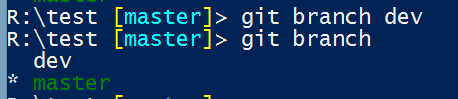 R:\test [master]> git branch dev
R:\test [master]> git branch
  dev
* master